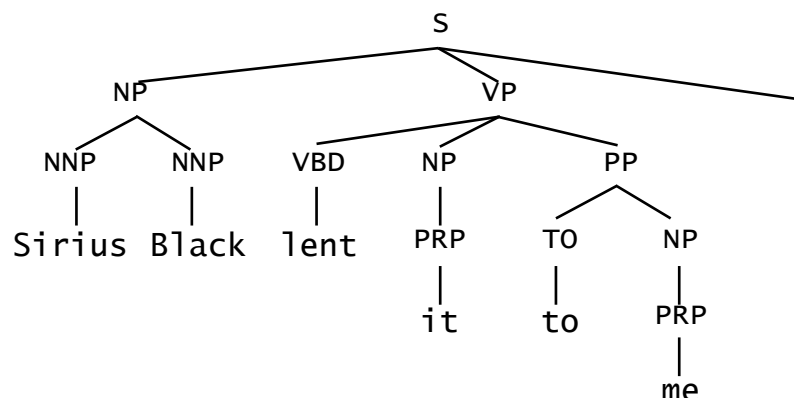 S
NP VP
NNP NNP VBD NP PP
Sirius Black lent PRP TO NP
it to PRP
me